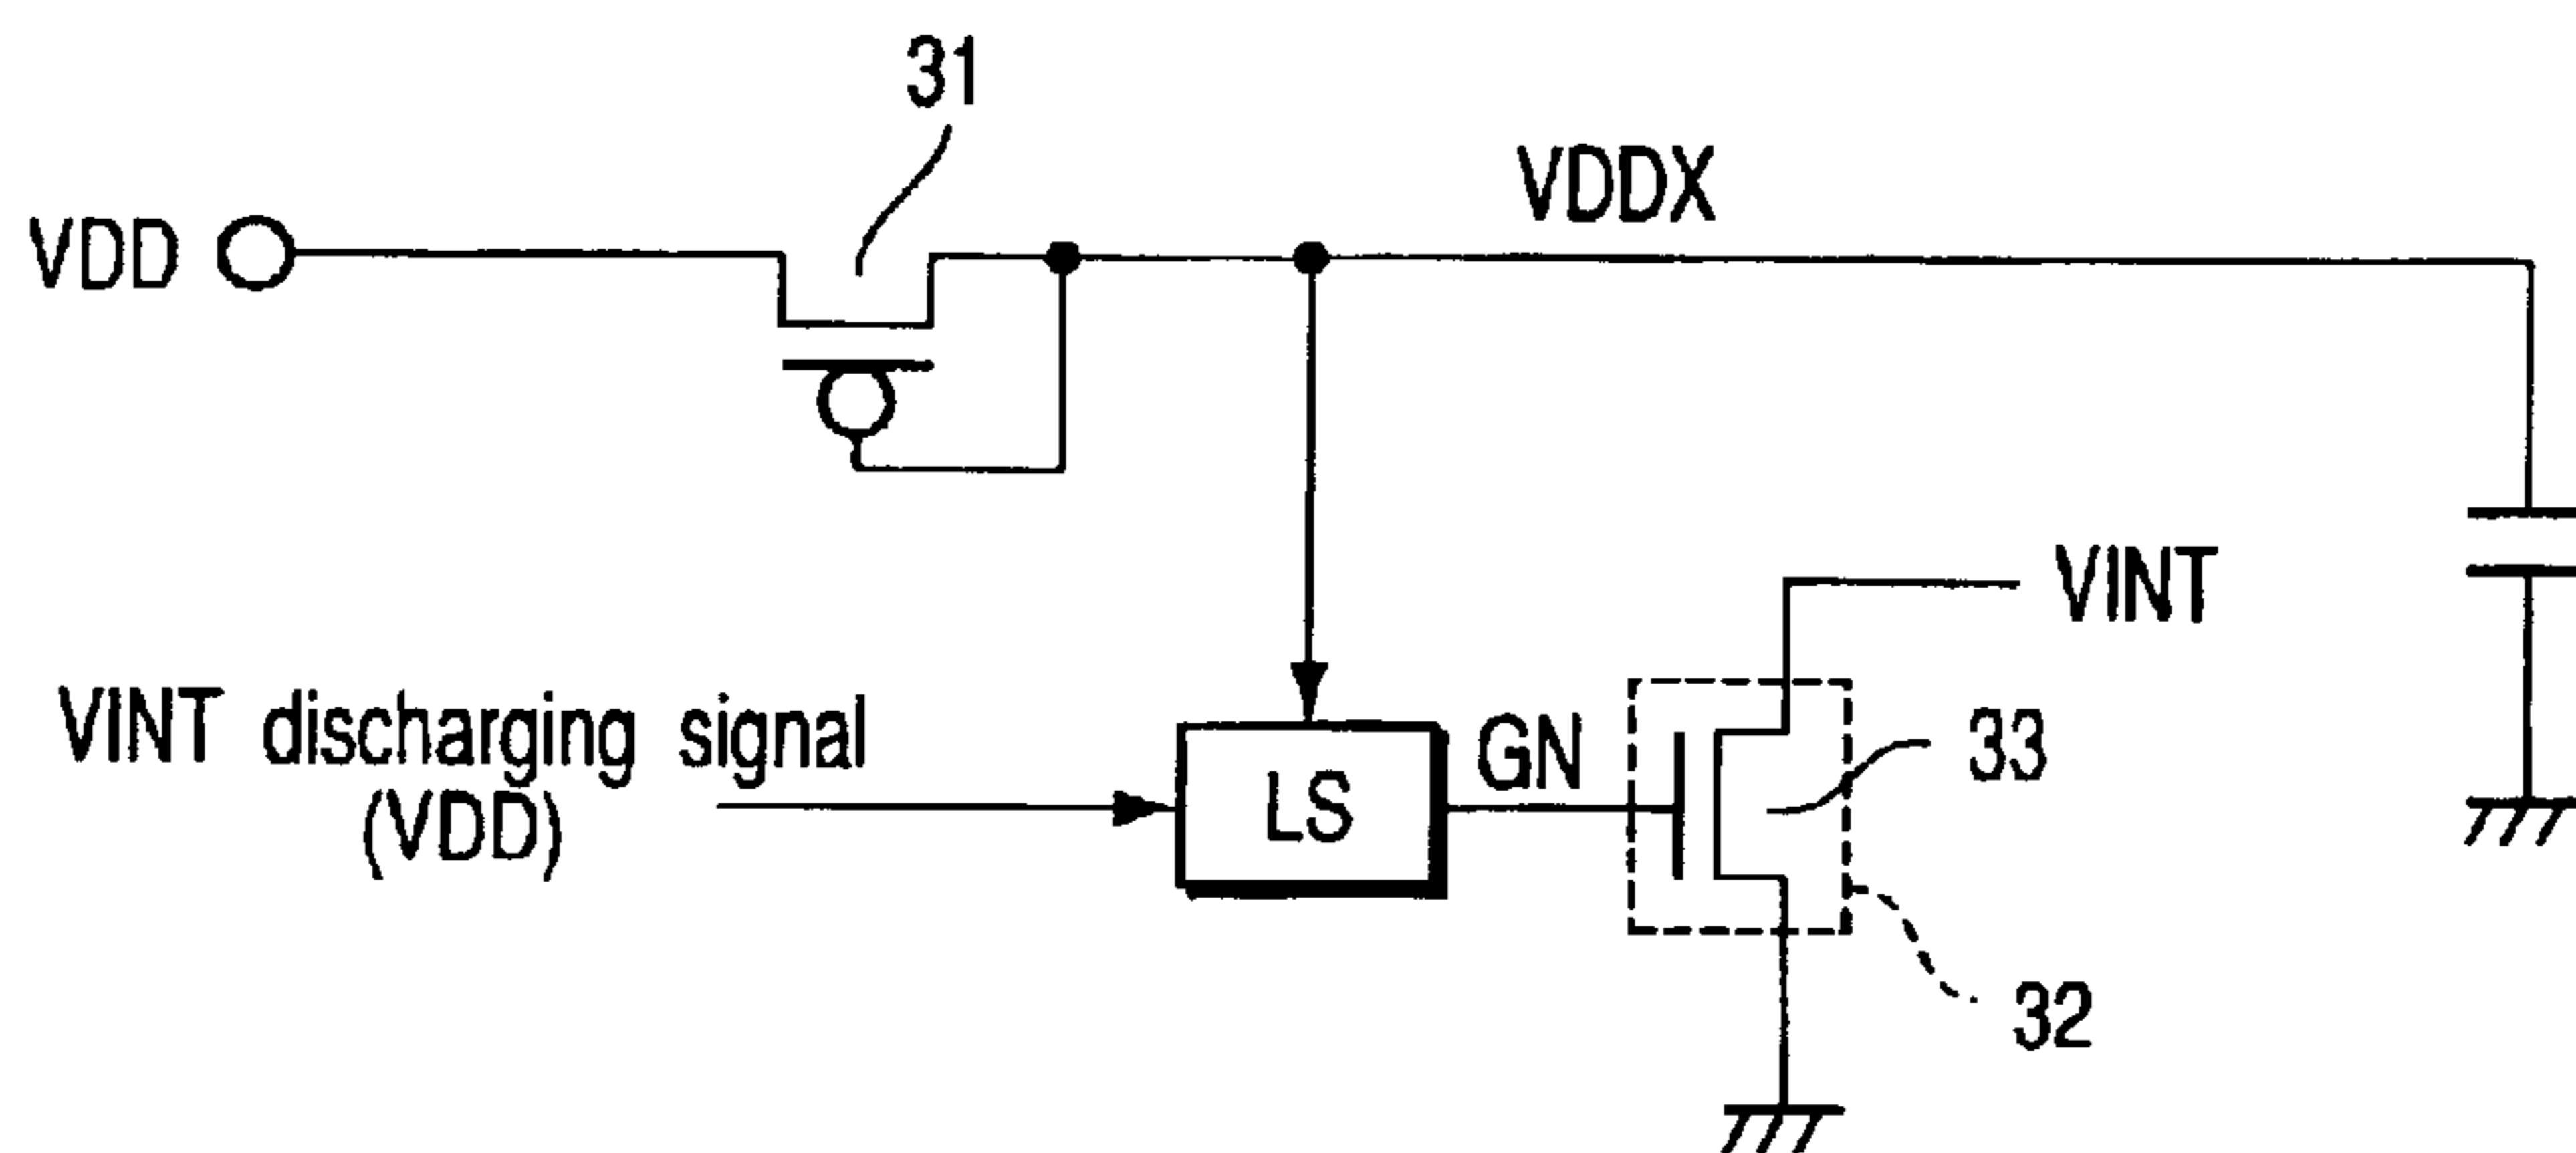 31
VDDX
VDD
VINT
VINT discharging signal
(VDD)
LS
GN
33
32